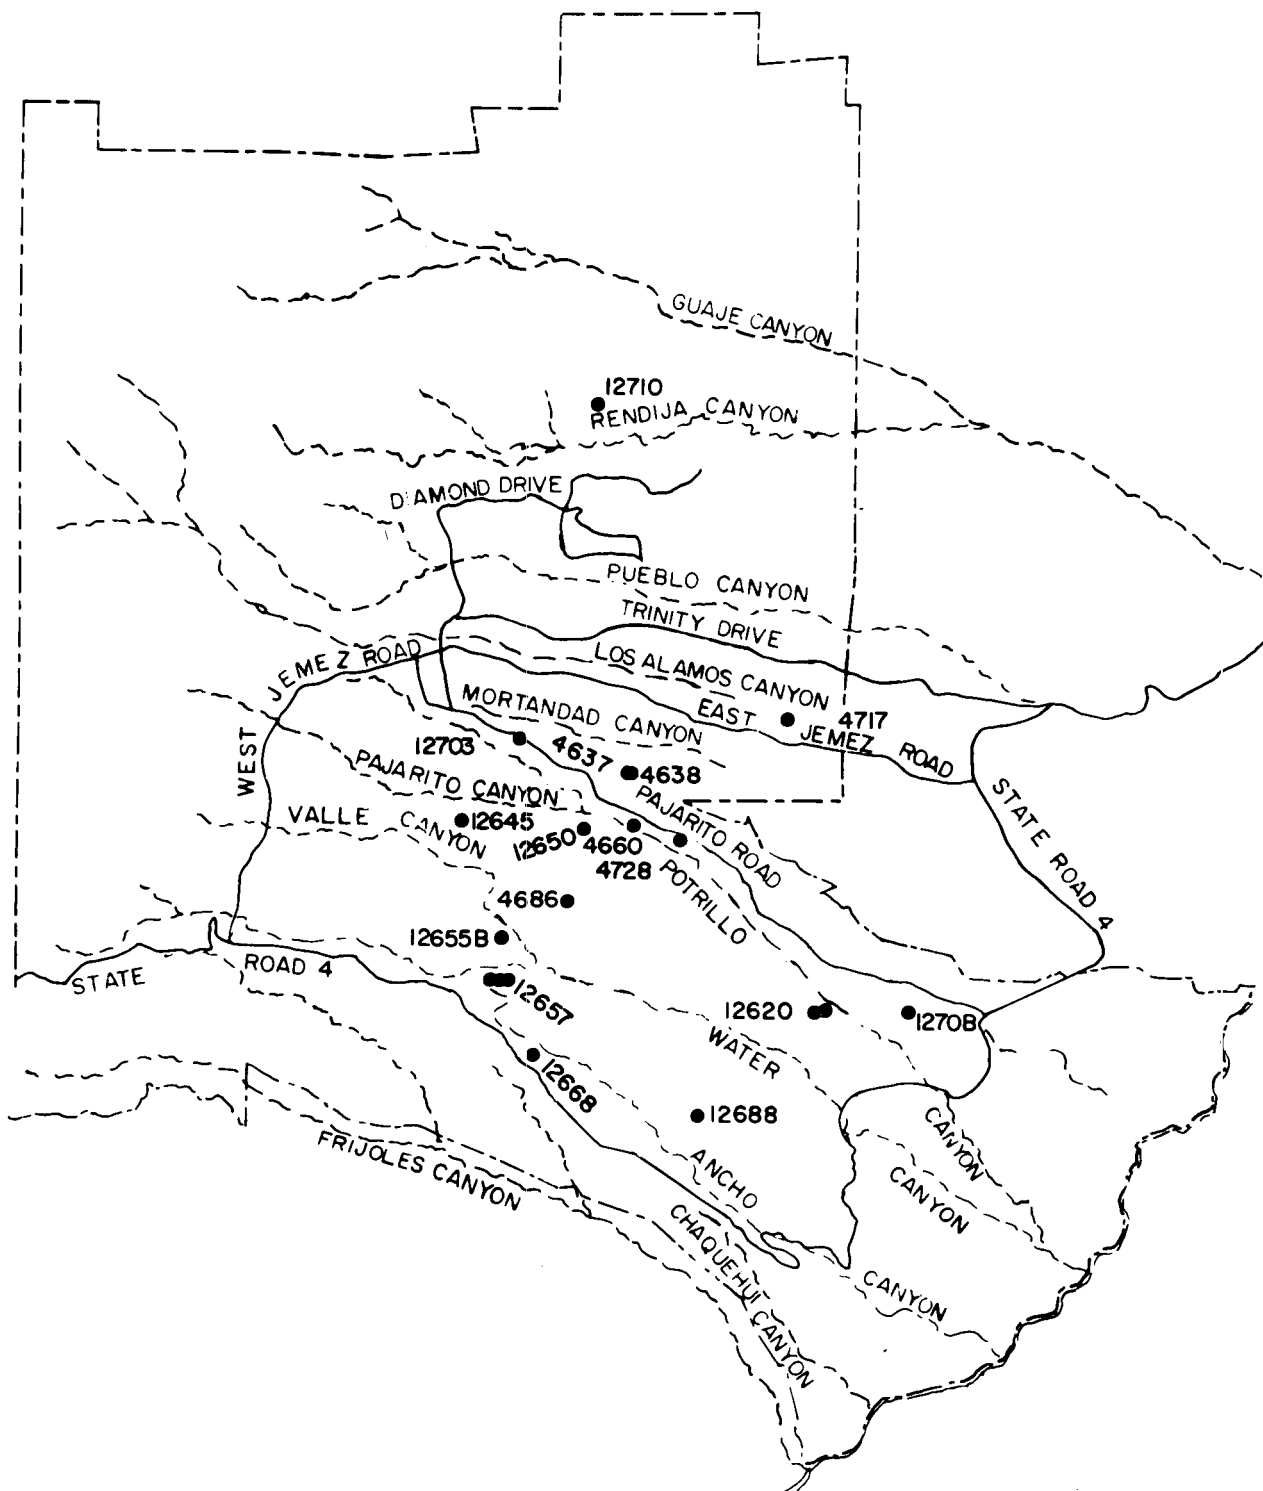 GUAJE CANYON
12710
RENDIJA CANYON
DIAMOND DRIVE
PUEBLO CANYON
TRINITY DRIVE
LOS ALAMOS CANYON
WEST JEMEZ ROAD
MORTANDAD CANYON
EAST JEMEZ ROAD
4717
12703
4637
4638
PAJARITO CANYON
PAJARITO ROAD
STATE ROAD 4
VALLE CANYON
12645
12650
4660
4728
POTRILLO CANYON
4686
12655B
STATE ROAD 4
12657
12620
1270B
WATER CANYON
12668
12688
FRIJOLES CANYON
ANCHO CANYON
CHAQUEHUI CANYON